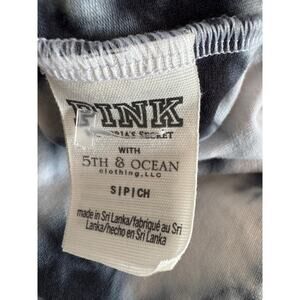 PINK
VICTORIA'S SECRET
WITH
5TH & OCEAN
clothing, LLC
S|P|CH
made in Sri Lanka/fabriqué au Sri
Lanka/hecho en Sri Lanka